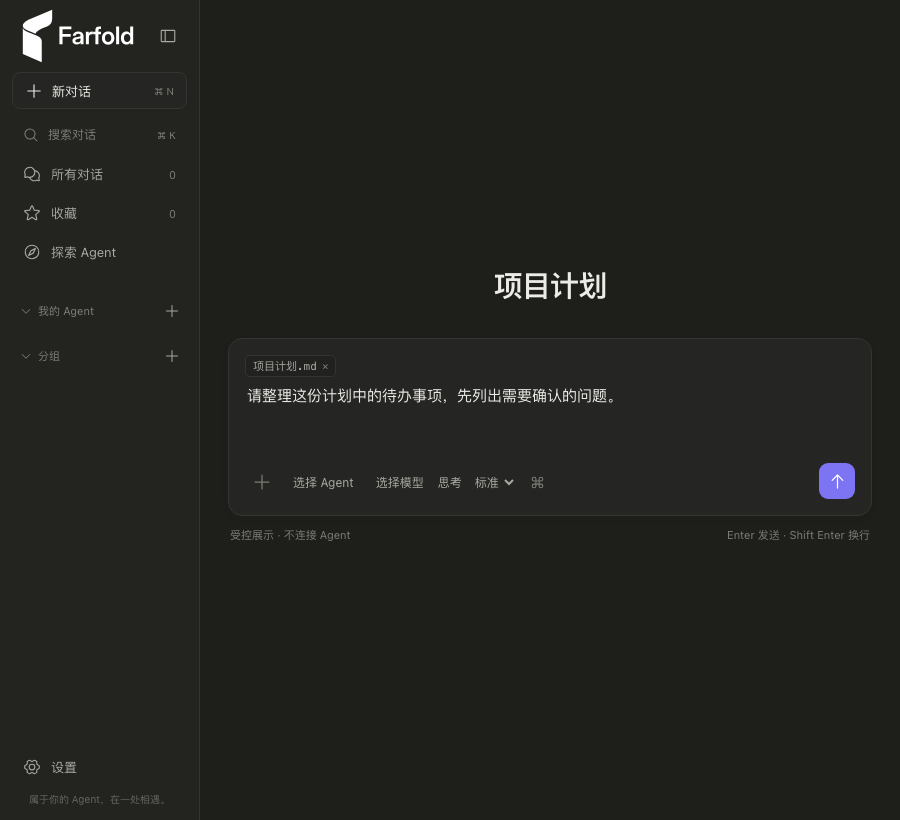 Farfold
新对话 ⌘ N
搜索对话 ⌘ K
所有对话 0
收藏 0
探索 Agent
我的 Agent
分组
设置
属于你的 Agent，在一处相遇。
项目计划
项目计划.md ×
请整理这份计划中的待办事项，先列出需要确认的问题。
选择 Agent 选择模型 思考 标准 ⌘
受控展示 · 不连接 Agent
Enter 发送 · Shift Enter 换行